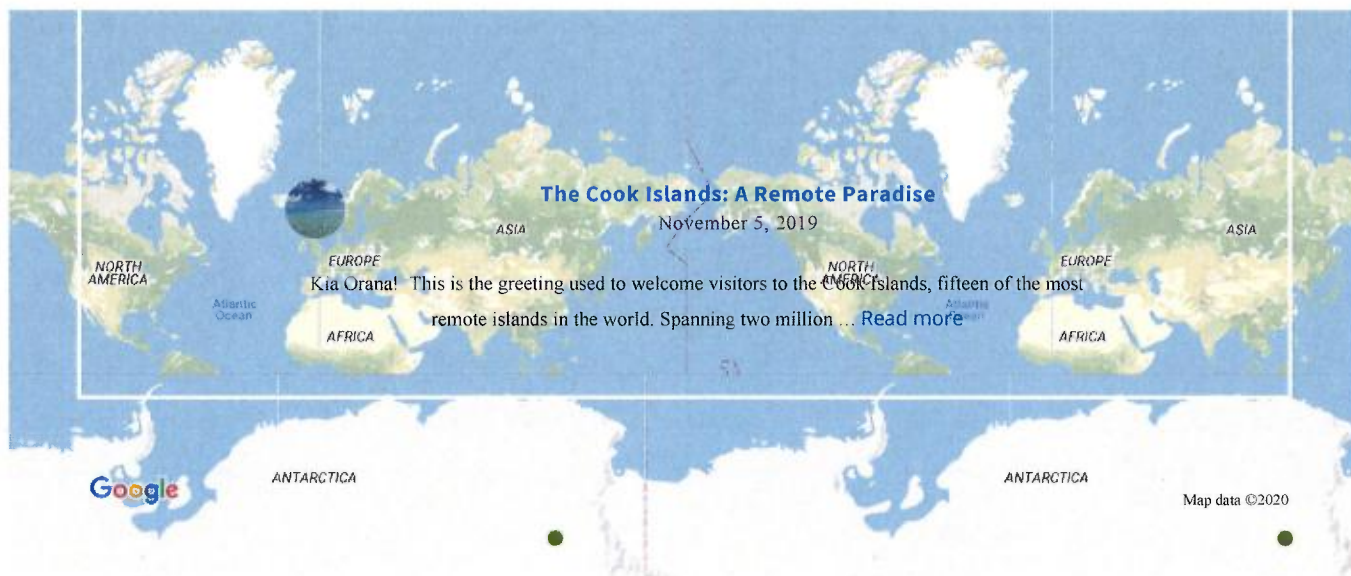 The Cook Islands: A Remote Paradise
November 5, 2019
ASIA
ASIA
EUROPE
EUROPE
NORTH
AMERICA
NORTH
AMERICA
Kia Orana! This is the greeting used to welcome visitors to the Cook Islands, fifteen of the most
Atlantic
Ocean
Atlantic
Ocean
remote islands in the world. Spanning two million ... Read more
AFRICA
AFRICA
ANTARCTICA
ANTARCTICA
Google
Map data ©2020